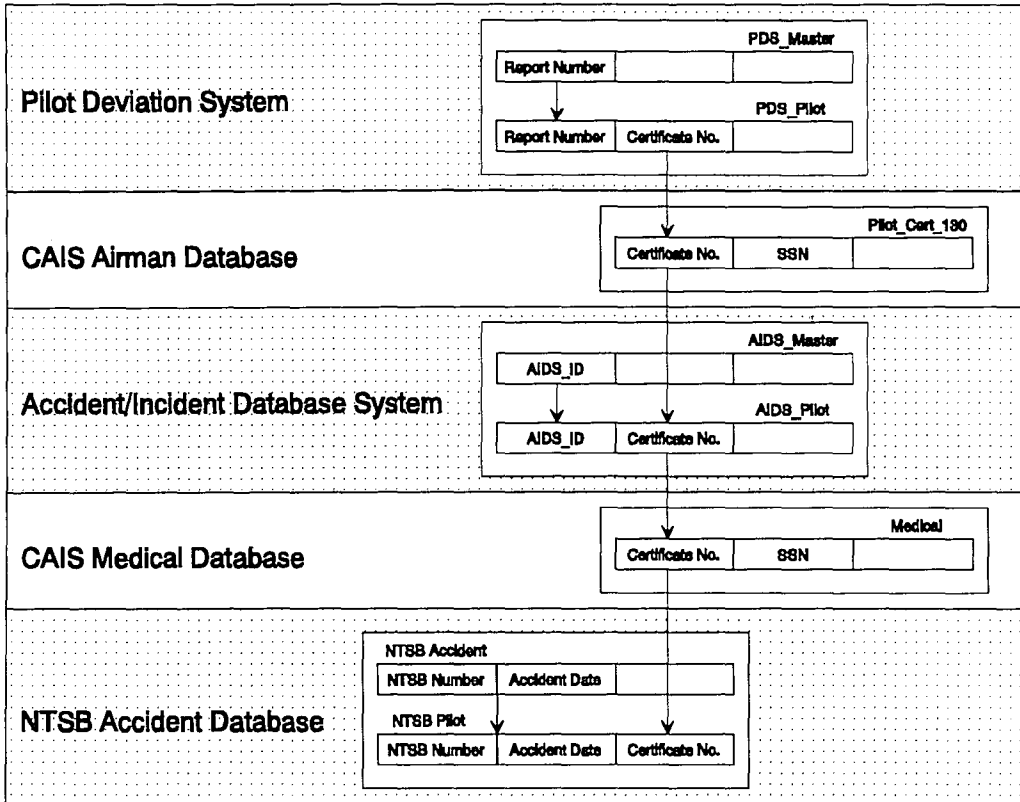 PDS_Master
Report Number
Pilot Deviation System
PDS_Pilot
Report Number Certificate No.
Pilot_Cert_130
CAIS Airman Database
Certificate No. SSN
AIDS_Master
AIDS_ID
Accident/Incident Database System
AIDS_Pilot
AIDS_ID Certificate No.
Medical
CAIS Medical Database
Certificate No. SSN
NTSB Accident
NTSB Number Accident Date
NTSB Accident Database
NTSB Pilot
NTSB Number Accident Date Certificate No.